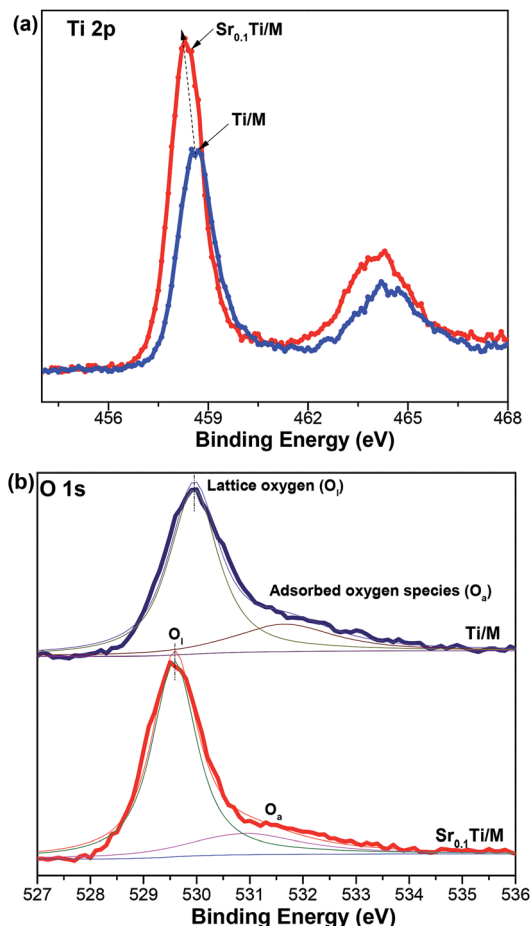 (a)
Ti 2p
Sr0.1Ti/M
Ti/M
456 459 462 465 468
Binding Energy (eV)
(b)
O 1s
Lattice oxygen (Ol)
Adsorbed oxygen species (Oa)
Ti/M
Ol
Oa
Sr0.1Ti/M
527 528 529 530 531 532 533 534 535 536
Binding Energy (eV)